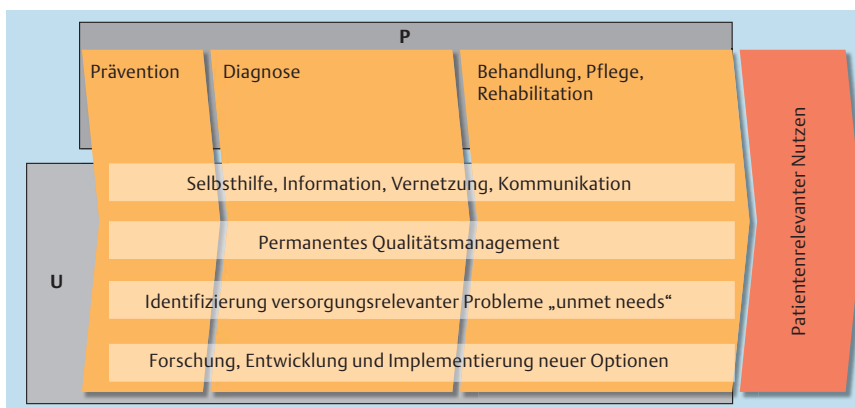 P
Prävention
Diagnose
Behandlung, Pflege,
Rehabilitation
Selbsthilfe, Information, Vernetzung, Kommunikation
Permanentes Qualitätsmanagement
U
Identifizierung versorgungsrelevanter Probleme „unmet needs“
Forschung, Entwicklung und Implementierung neuer Optionen
Patientenrelevanter Nutzen